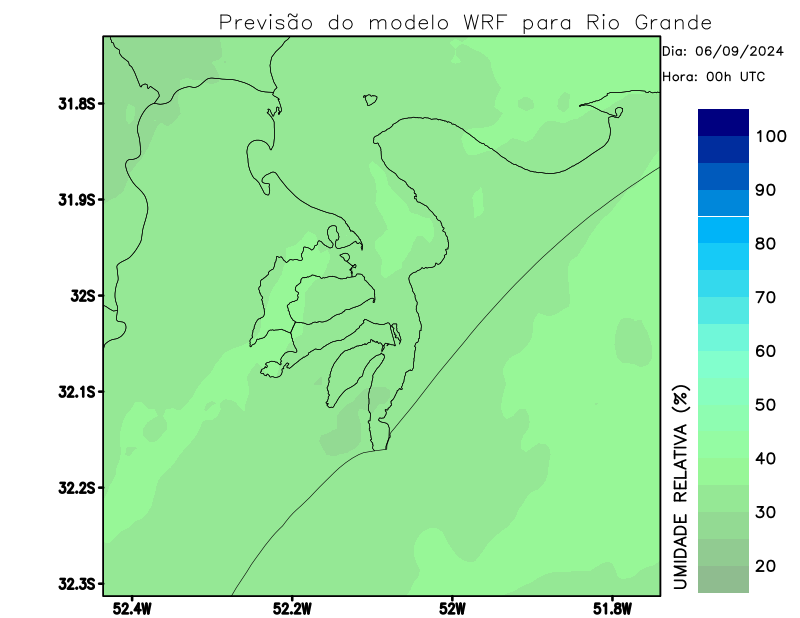 Previsão do modelo WRF para Rio Grande
Dia: 06/09/2024
Hora: 00h UTC
31.8S
31.9S
32S
32.1S
32.2S
32.3S
52.4W
52.2W
52W
51.8W
UMIDADE RELATIVA (%)
100
90
80
70
60
50
40
30
20